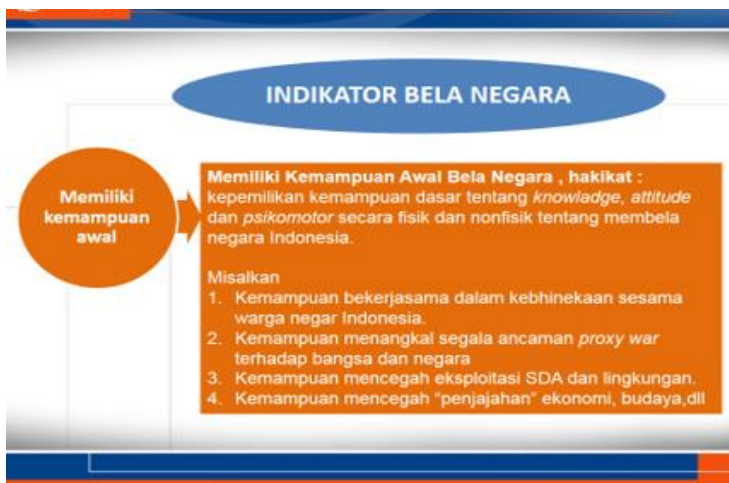 INDIKATOR BELA NEGARA
Memiliki
kemampuan
awal
Memiliki Kemampuan Awal Bela Negara , hakikat :
kepemilikan kemampuan dasar tentang knowladge, attitude
dan psikomotor secara fisik dan nonfisik tentang membela
negara Indonesia.
Misalkan
1. Kemampuan bekerjasama dalam kebhinekaan sesama
warga negar Indonesia.
2. Kemampuan menangkal segala ancaman proxy war
terhadap bangsa dan negara
3. Kemampuan mencegah eksploitasi SDA dan lingkungan.
4. Kemampuan mencegah “penjajahan” ekonomi, budaya,dll